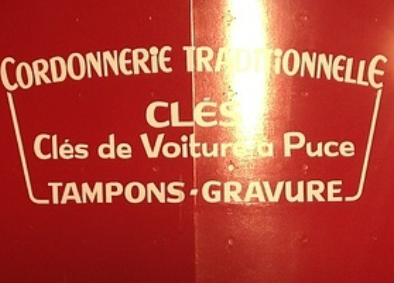 CORDONNERIE TRADITIONNELLE
CLÉS
Clés de Voiture à Puce
TAMPONS-GRAVURE